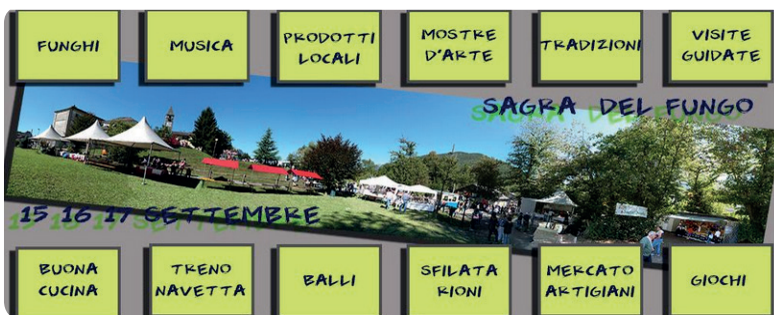 FUNGHI
MUSICA
PRODOTTI
LOCALI
MOSTRE
D'ARTE
TRADIZIONI
VISITE
GUIDATE
SAGRA DEL FUNGO
15 16 17 SETTEMBRE
BUONA
CUCINA
TRENO
NAVETTA
BALLI
SFILATA
RIONI
MERCATO
ARTIGIANI
GIOCHI